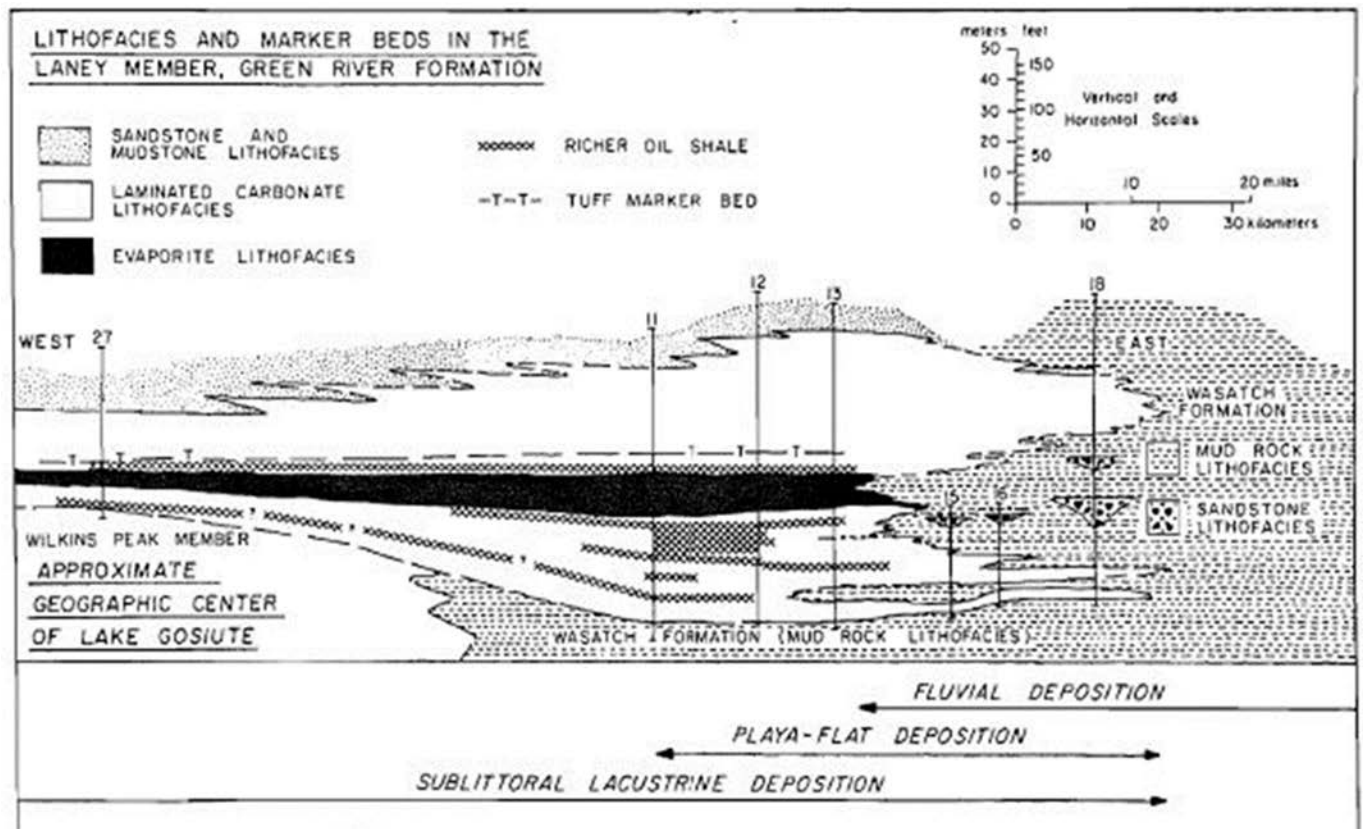 LITHOFACIES AND MARKER BEDS IN THE
LANEY MEMBER, GREEN RIVER FORMATION
SANDSTONE AND
MUDSTONE LITHOFACIES
LAMINATED CARBONATE
LITHOFACIES
EVAPORITE LITHOFACIES
RICHER OIL SHALE
-T-T- TUFF MARKER BED
meters feet
50
40
30
20
10
0
150
100
50
Vertical and
Horizontal Scales
10 20 miles
0 10 20 30 kilometers
WEST 27
11
12
13
18
EAST
WASATCH
FORMATION
MUD ROCK
LITHOFACIES
SANDSTONE
LITHOFACIES
T T T T T T
15 16
? ? ?
WILKINS PEAK MEMBER
APPROXIMATE
GEOGRAPHIC CENTER
OF LAKE GOSIUTE
WASATCH FORMATION (MUD ROCK LITHOFACIES)
FLUVIAL DEPOSITION
PLAYA-FLAT DEPOSITION
SUBLITTORAL LACUSTRINE DEPOSITION